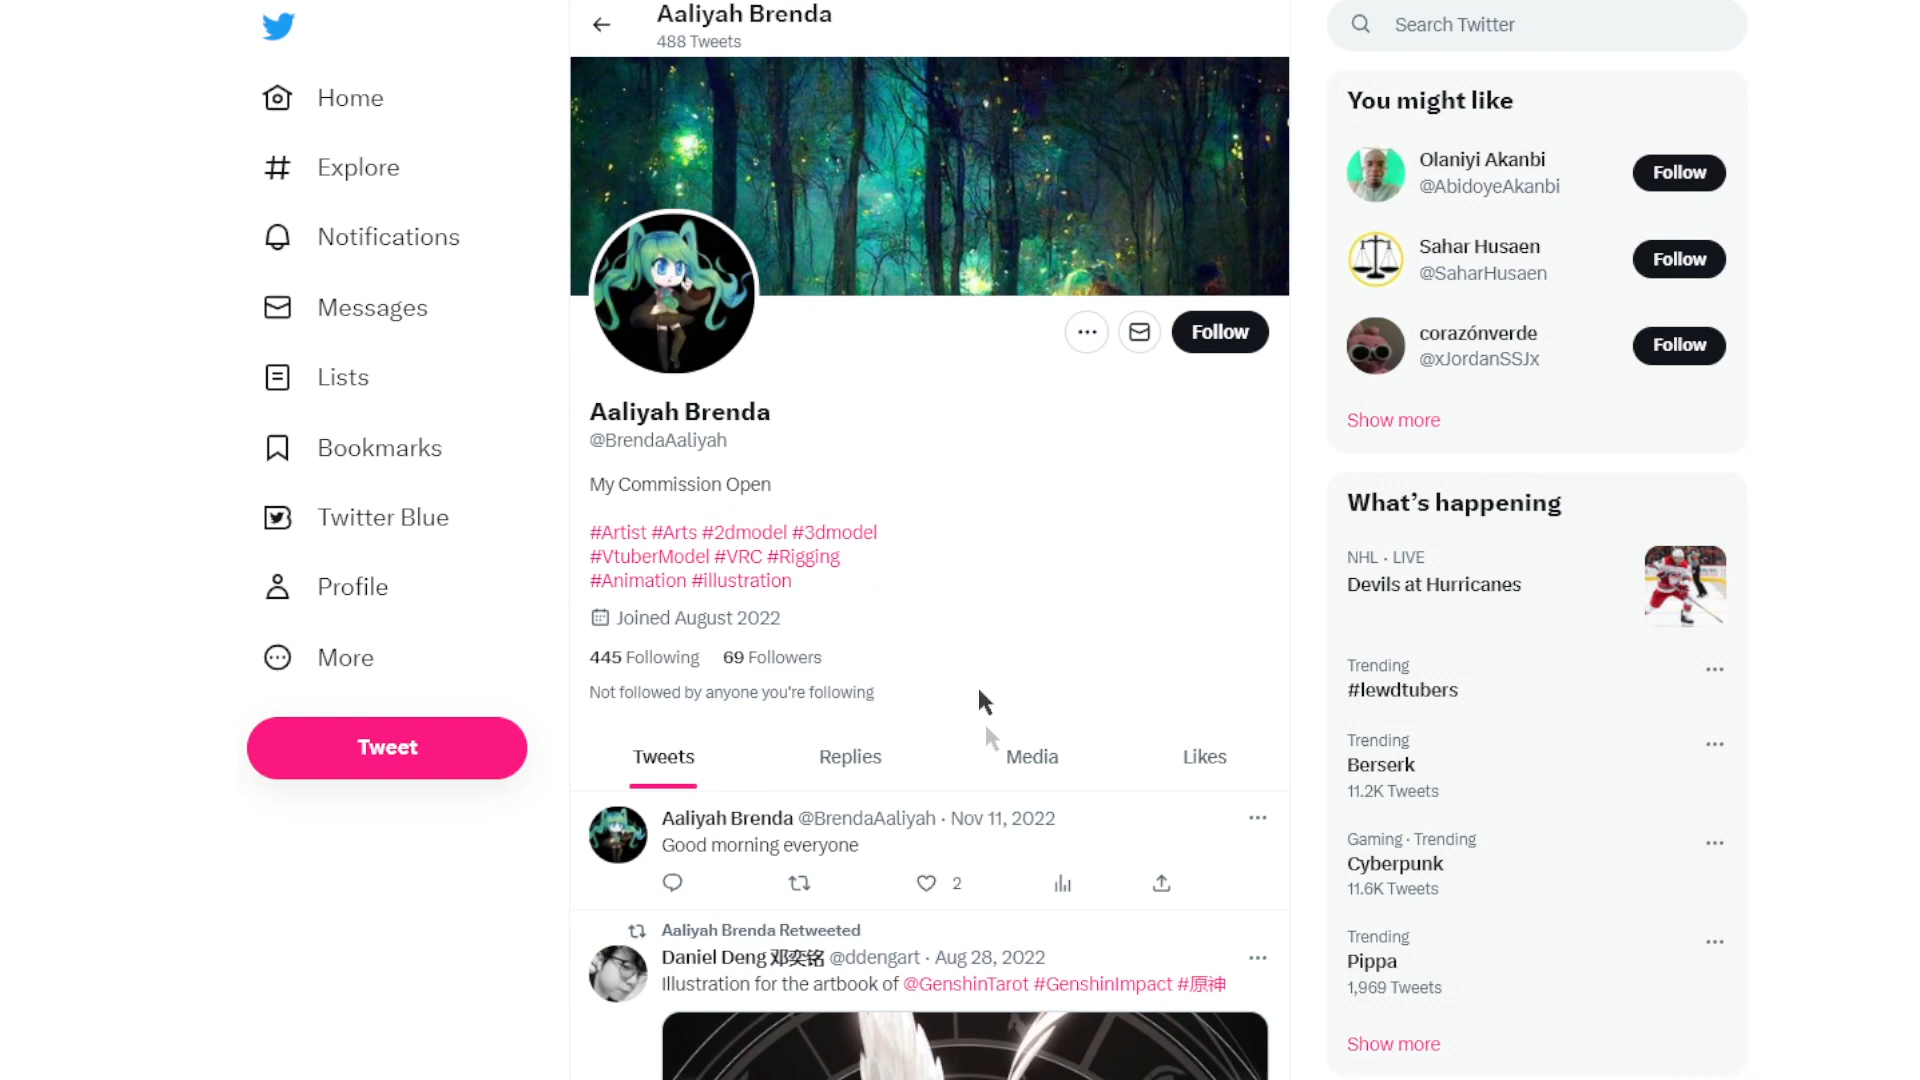 Home
Explore
Notifications
Messages
Lists
Bookmarks
Twitter Blue
Profile
More
Tweet
Aaliyah Brenda
488 Tweets
Follow
Aaliyah Brenda
@BrendaAaliyah
My Commission Open
#Artist #Arts #2dmodel #3dmodel
#VtuberModel #VRC #Rigging
#Animation #illustration
Joined August 2022
445 Following 69 Followers
Not followed by anyone you're following
Tweets Replies Media Likes
Aaliyah Brenda @BrendaAaliyah · Nov 11, 2022
Good morning everyone
2
Aaliyah Brenda Retweeted
Daniel Deng 邓奕铭 @ddengart · Aug 28, 2022
Illustration for the artbook of @GenshinTarot #GenshinImpact #原神
Search Twitter
You might like
Olaniyi Akanbi
@AbidoyeAkanbi
Follow
Sahar Husaen
@SaharHusaen
Follow
corazónverde
@xJordanSSJx
Follow
Show more
What's happening
NHL · LIVE
Devils at Hurricanes
Trending
#lewdtubers
Trending
Berserk
11.2K Tweets
Gaming · Trending
Cyberpunk
11.6K Tweets
Trending
Pippa
1,969 Tweets
Show more